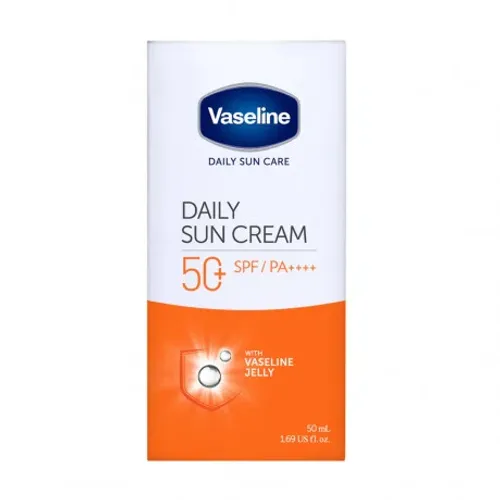 Vaseline
DAILY SUN CARE
DAILY
SUN CREAM
50+ SPF / PA++++
WITH
VASELINE
JELLY
50 mL
1.69 US fl. oz.